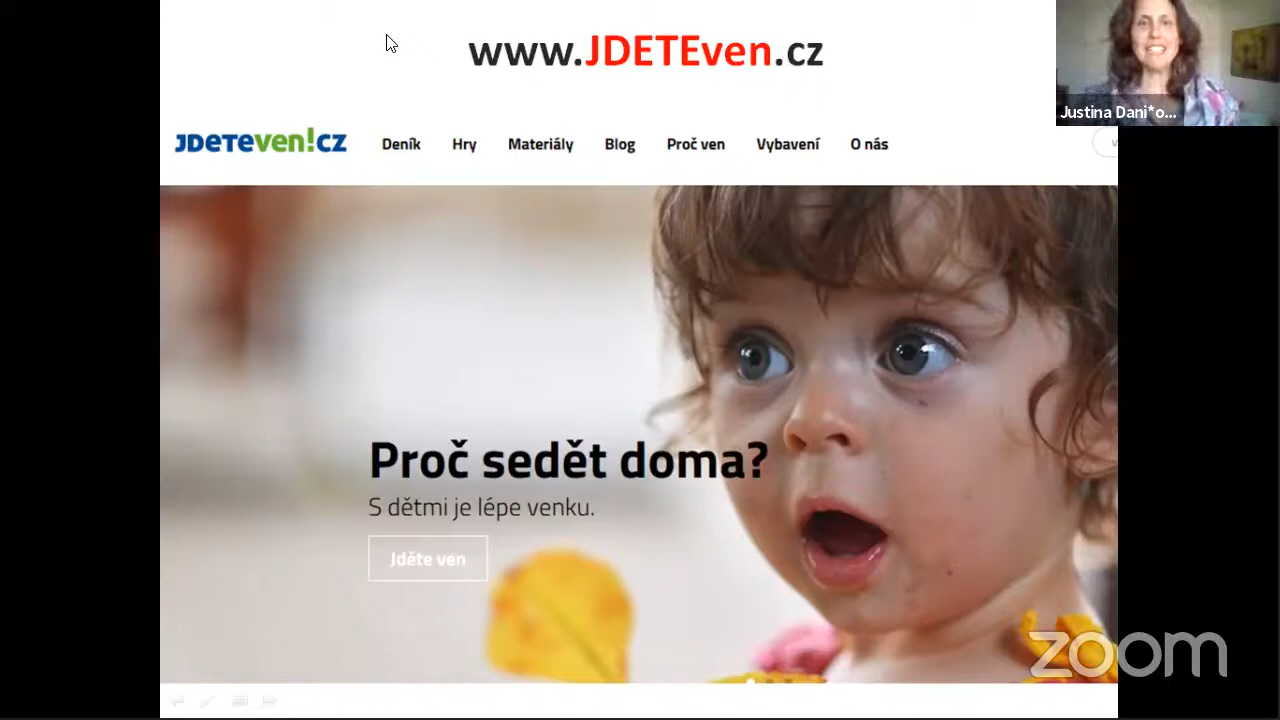 www.JDETEven.cz
Justina Dani*o...
JDETEven!CZ
Deník Hry Materiály Blog Proč ven Vybavení O nás
Proč sedět doma?
S dětmi je lépe venku.
Jděte ven
zoom